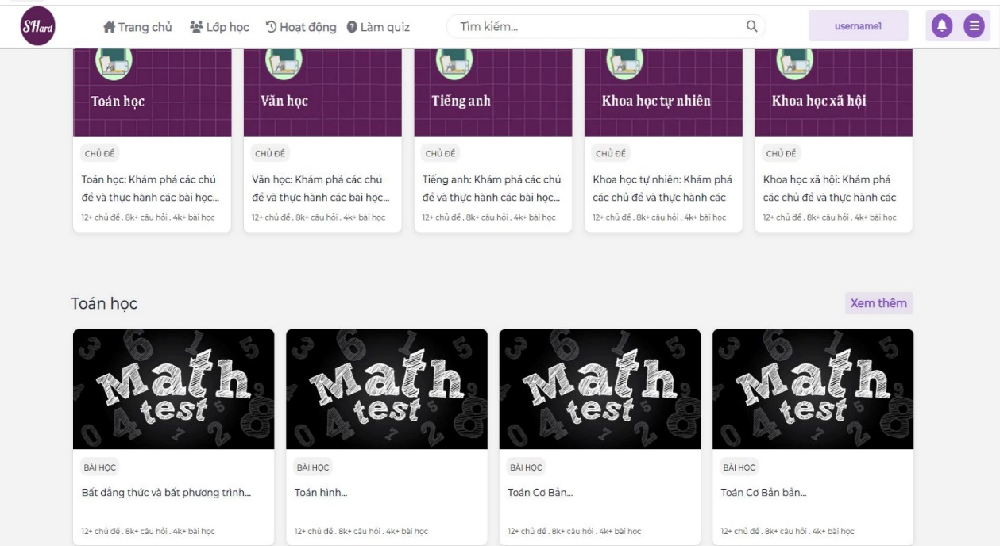 SHard
Trang chủ
Lớp học
Hoạt động
Làm quiz
Tìm kiếm...
username1
Toán học
Văn học
Tiếng anh
Khoa học tự nhiên
Khoa học xã hội
CHỦ ĐỀ
CHỦ ĐỀ
CHỦ ĐỀ
CHỦ ĐỀ
CHỦ ĐỀ
Toán học: Khám phá các chủ
đề và thực hành các bài học...
Văn học: Khám phá các chủ
đề và thực hành các bài học...
Tiếng anh: Khám phá các chủ
đề và thực hành các bài học...
Khoa học tự nhiên: Khám phá
các chủ đề và thực hành các
Khoa học xã hội: Khám phá
các chủ đề và thực hành các
12+ chủ đề . 8k+ câu hỏi . 4k+ bài học
12+ chủ đề . 8k+ câu hỏi . 4k+ bài học
12+ chủ đề . 8k+ câu hỏi . 4k+ bài học
12+ chủ đề . 8k+ câu hỏi . 4k+ bài học
12+ chủ đề . 8k+ câu hỏi . 4k+ bài học
Toán học
Xem thêm
Math
test
Math
test
Math
test
Math
test
BÀI HỌC
BÀI HỌC
BÀI HỌC
BÀI HỌC
Bất đẳng thức và bất phương trình...
Toán hình...
Toán Cơ Bản...
Toán Cơ Bản bản...
12+ chủ đề . 8k+ câu hỏi . 4k+ bài học
12+ chủ đề . 8k+ câu hỏi . 4k+ bài học
12+ chủ đề . 8k+ câu hỏi . 4k+ bài học
12+ chủ đề . 8k+ câu hỏi . 4k+ bài học